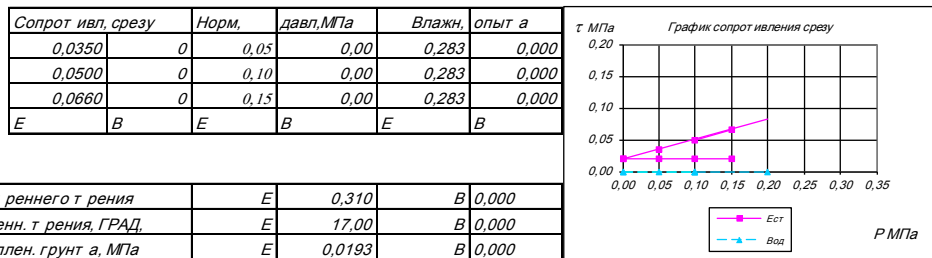 Сопрот ивл, срезу Норм, давл,МПа Влажн, опыт а
0,0350 0 0,05 0,00 0,283 0,000
0,0500 0 0,10 0,00 0,283 0,000
0,0660 0 0,15 0,00 0,283 0,000
Е В Е В Е В
реннего т рения Е 0,310 В 0,000
енн. т рения, ГРАД, Е 17,00 В 0,000
плен. грунт а, МПа Е 0,0193 В 0,000
τ МПа График сопрот ивления срезу
0,20
0,15
0,10
0,05
0,00
0,00 0,05 0,10 0,15 0,20 0,25 0,30 0,35
Ест
Вод
Р МПа